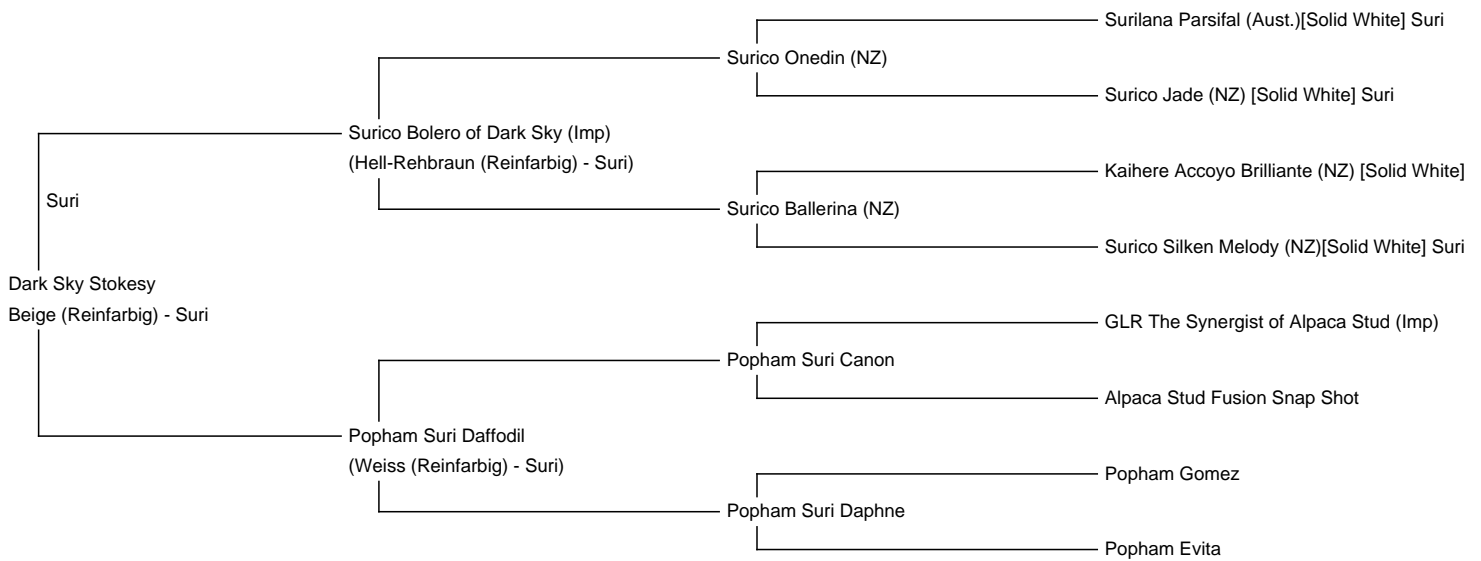 Surilana Parsifal (Aust.)[Solid White] Suri
Surico Onedin (NZ)
Surico Jade (NZ) [Solid White] Suri
Surico Bolero of Dark Sky (Imp)
(Hell-Rehbraun (Reinfarbig) - Suri)
Kaihere Accoyo Brilliante (NZ) [Solid White]
Suri
Surico Ballerina (NZ)
Surico Silken Melody (NZ)[Solid White] Suri
Dark Sky Stokesy
Beige (Reinfarbig) - Suri
GLR The Synergist of Alpaca Stud (Imp)
Popham Suri Canon
Alpaca Stud Fusion Snap Shot
Popham Suri Daffodil
(Weiss (Reinfarbig) - Suri)
Popham Gomez
Popham Suri Daphne
Popham Evita